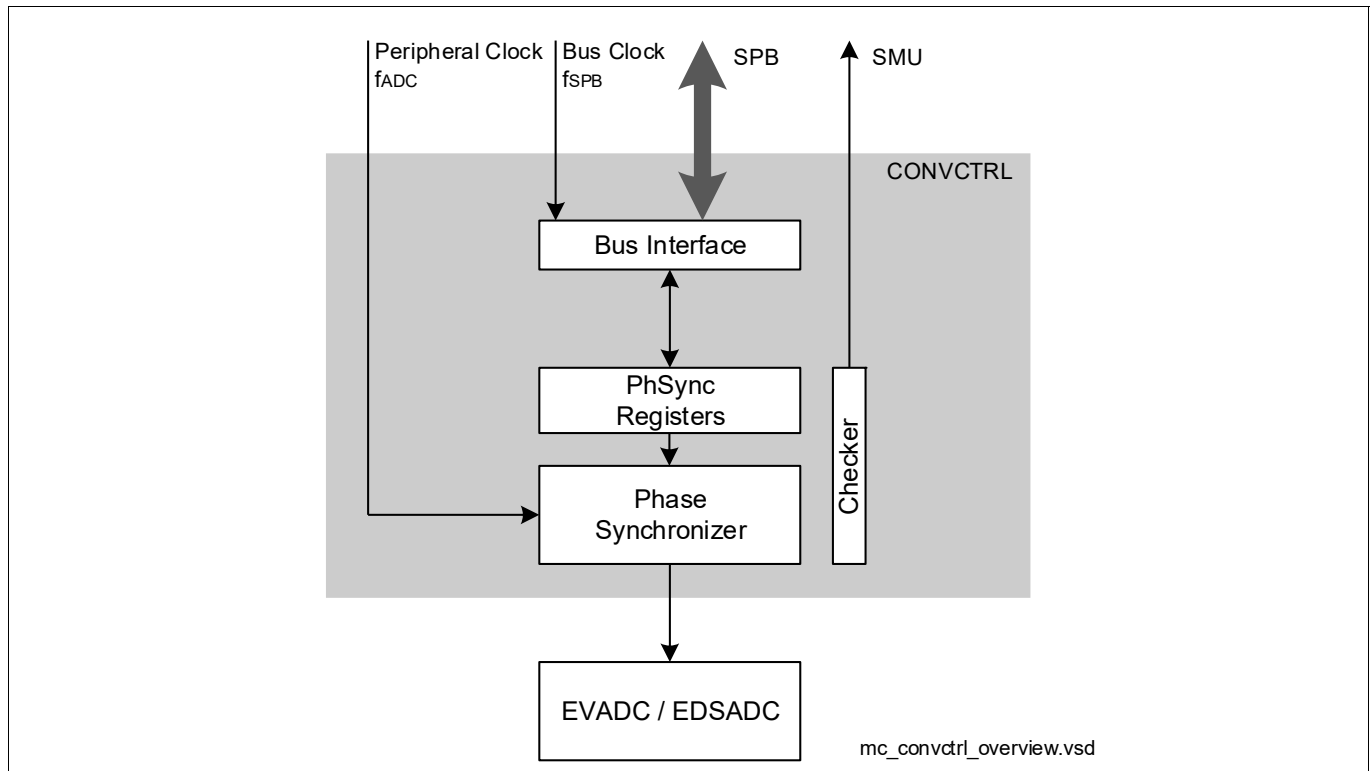 Peripheral Clock
fADC
Bus Clock
fSPB
SPB
SMU
CONVCTRL
Bus Interface
PhSync
Registers
Checker
Phase
Synchronizer
EVADC / EDSADC
mc_convctrl_overview.vsd